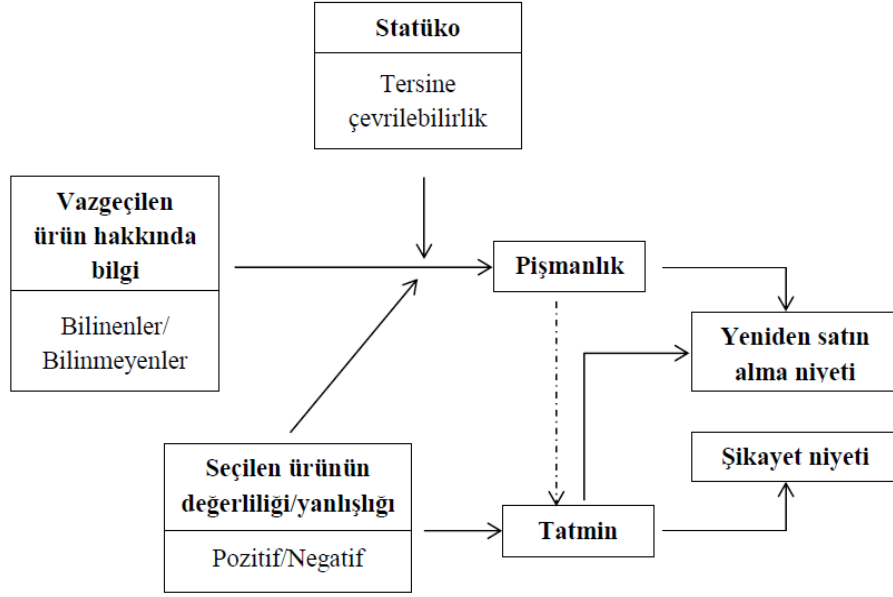 Statüko
Tersine
çevrilebilirlik
Vazgeçilen
ürün hakkında
bilgi
Bilinenler/
Bilinmeyenler
Pişmanlık
Yeniden satın
alma niyeti
Seçilen ürünün
değerliliği/yanlışlığı
Pozitif/Negatif
Şikayet niyeti
Tatmin